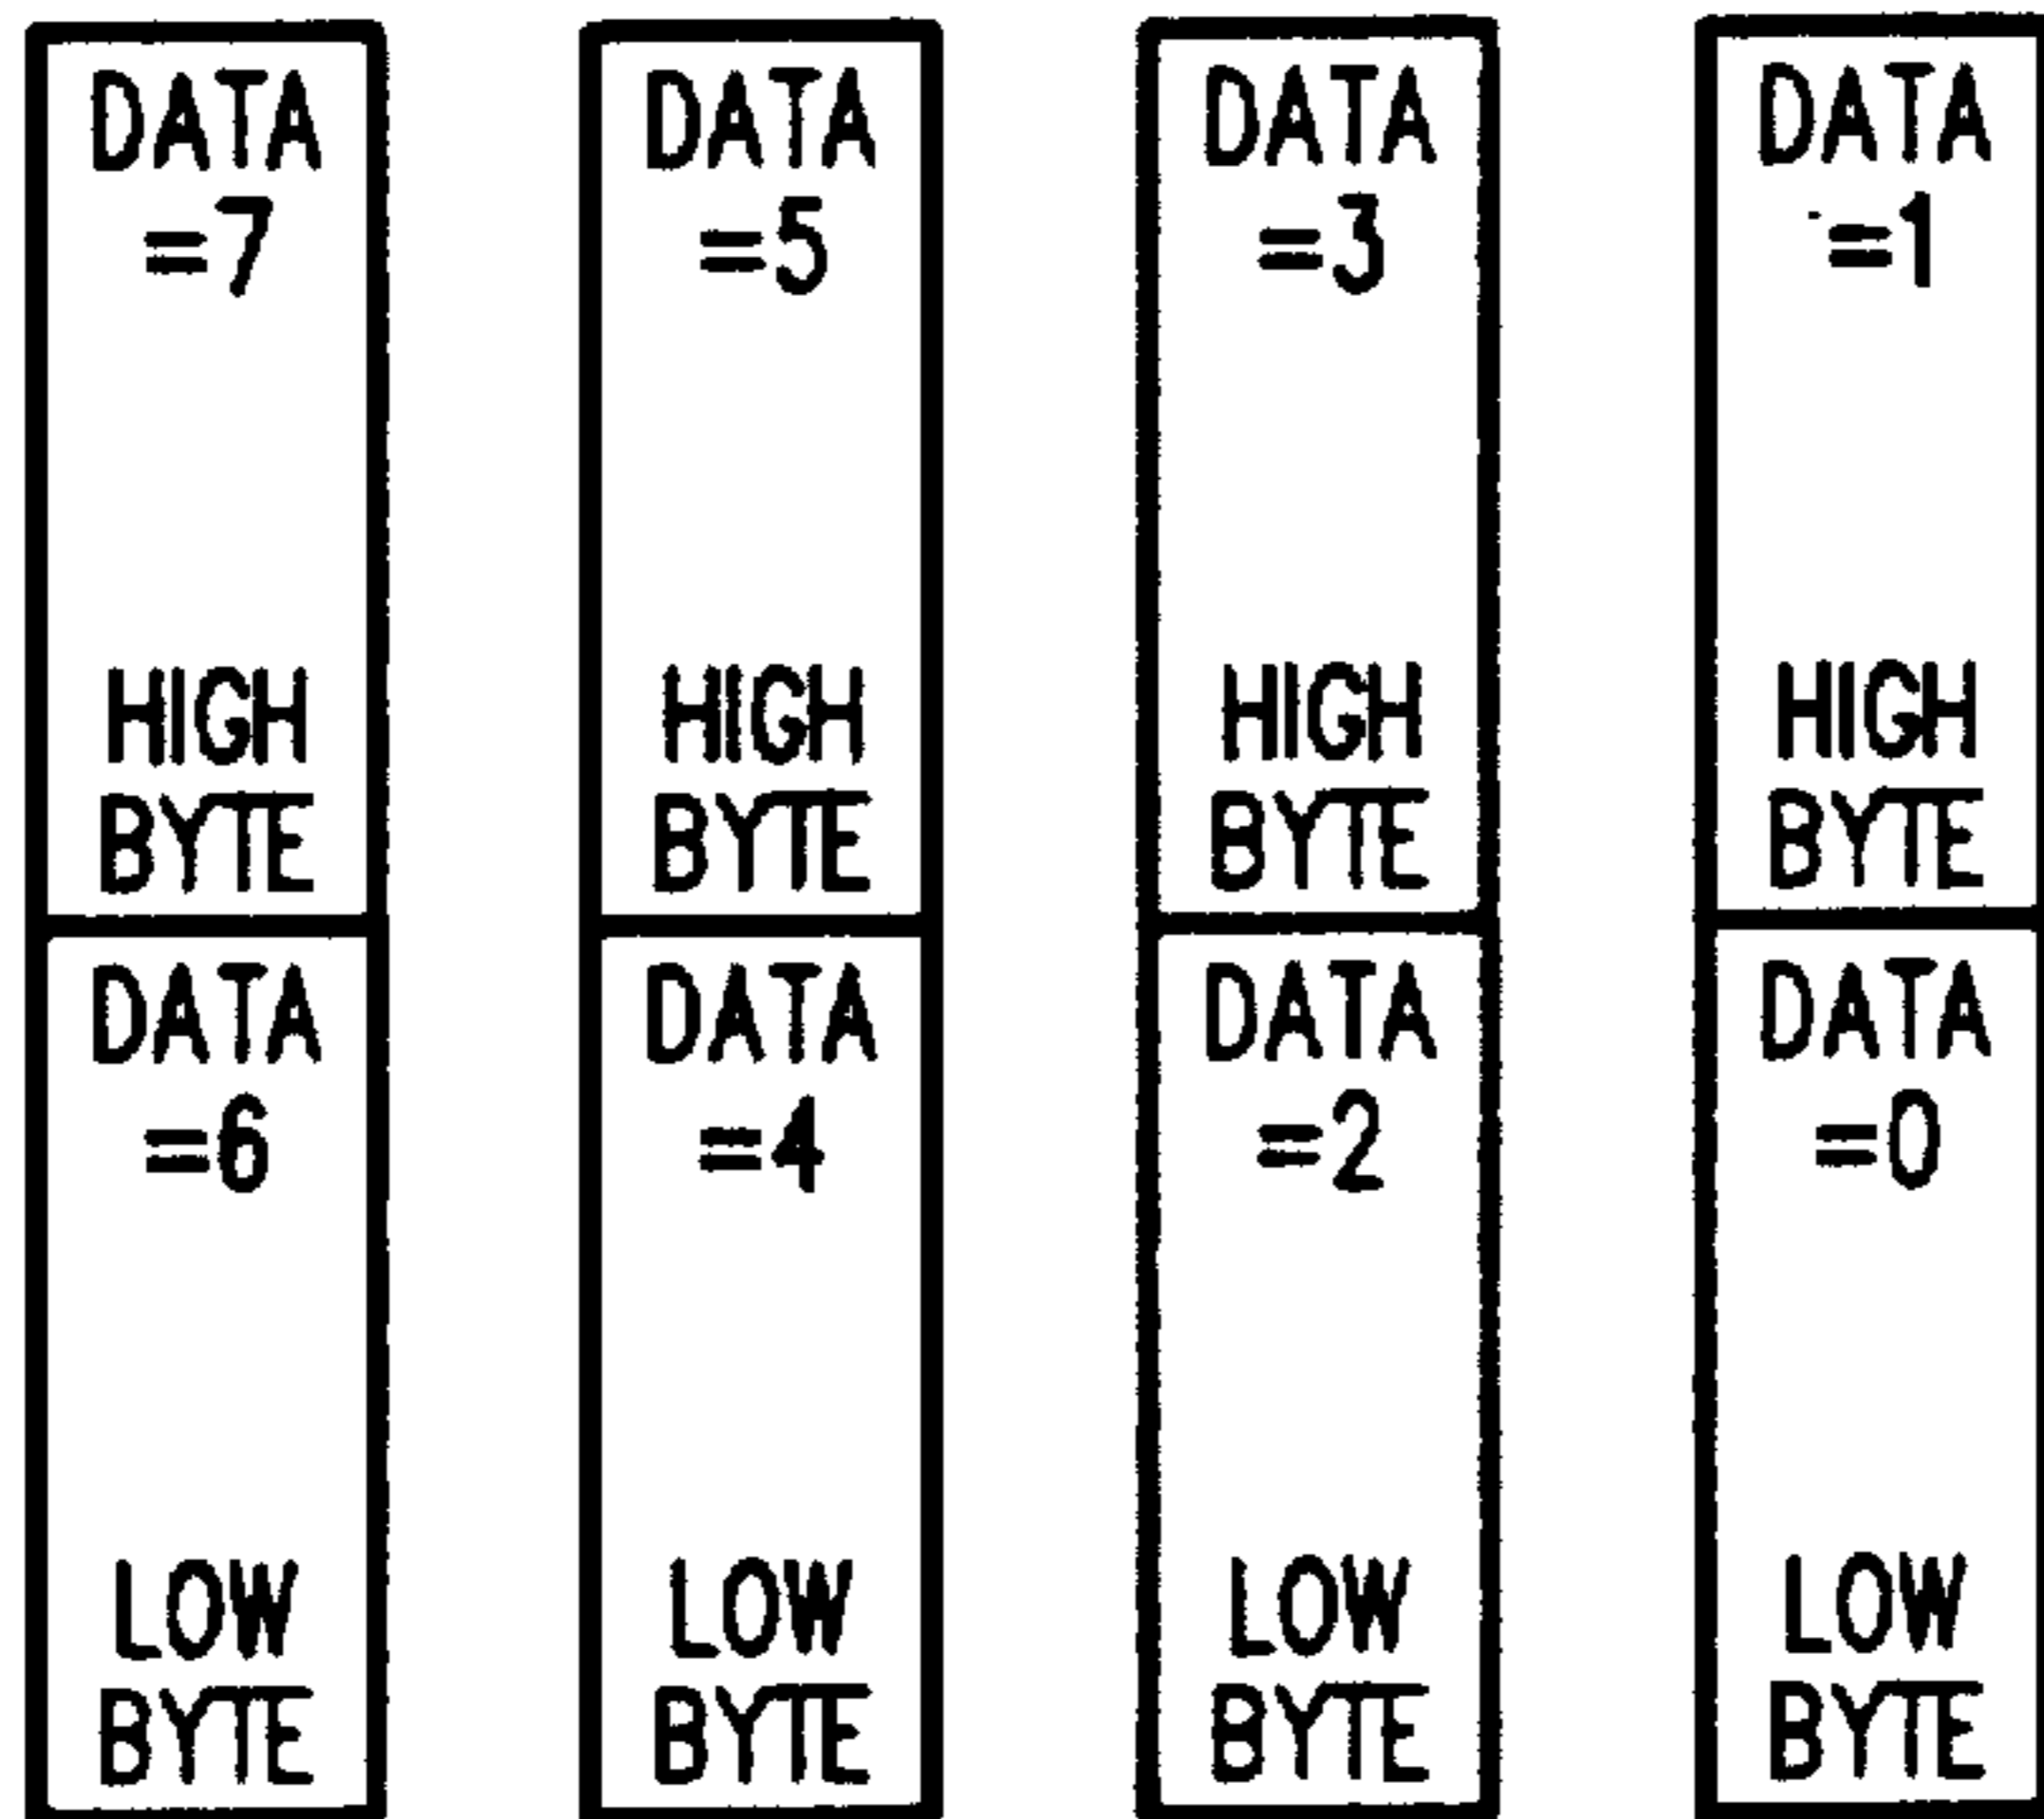 DATA
=7
HIGH
BYTE
DATA
=6
LOW
BYTE
DATA
=5
HIGH
BYTE
DATA
=4
LOW
BYTE
DATA
=3
HIGH
BYTE
DATA
=2
LOW
BYTE
DATA
=1
HIGH
BYTE
DATA
=0
LOW
BYTE